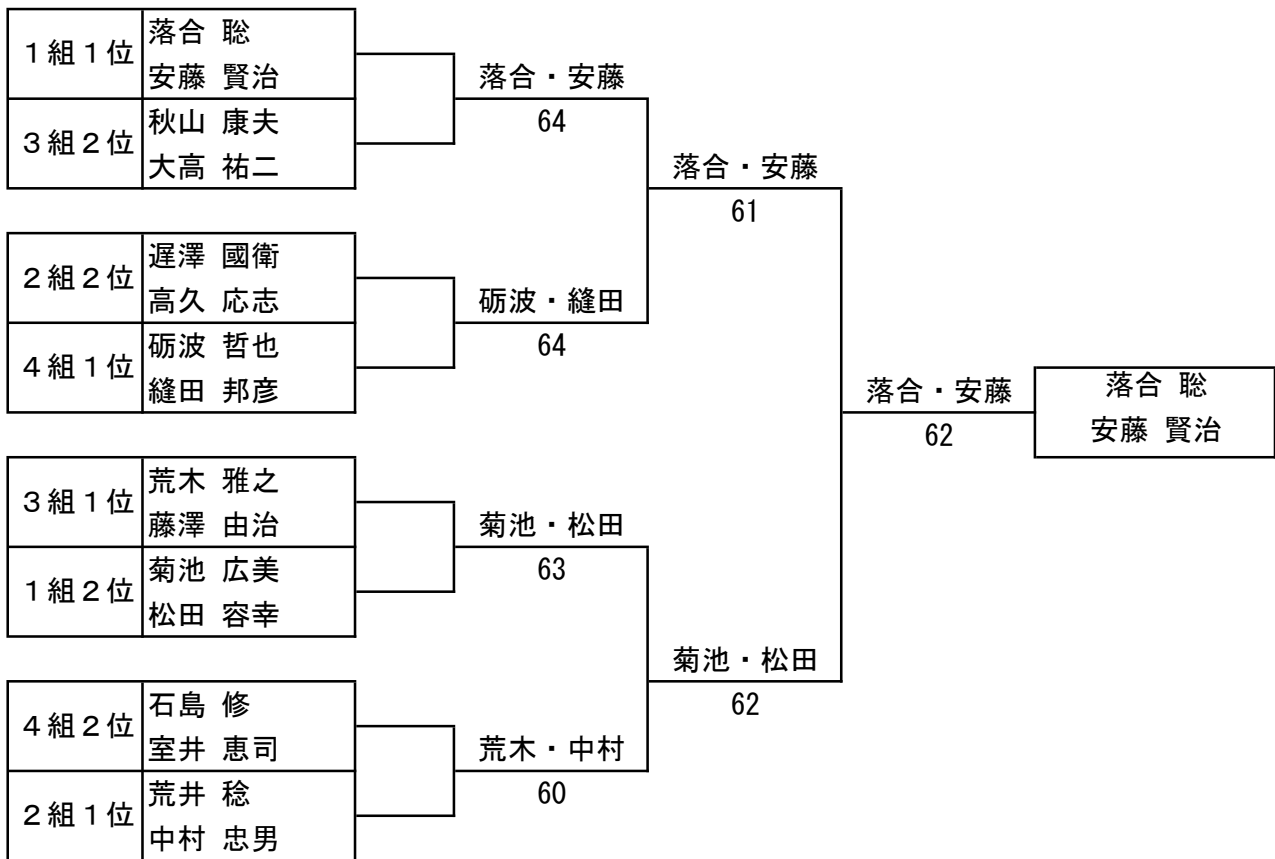 １組１位
落合 聡
安藤 賢治
３組２位
秋山 康夫
大高 祐二
落合・安藤
64
２組２位
遅澤 國衛
高久 応志
４組１位
砺波 哲也
縫田 邦彦
砺波・縫田
64
落合・安藤
61
３組１位
荒木 雅之
藤澤 由治
１組２位
菊池 広美
松田 容幸
菊池・松田
63
４組２位
石島 修
室井 恵司
２組１位
荒井 稔
中村 忠男
荒木・中村
60
菊池・松田
62
落合・安藤
62
落合 聡
安藤 賢治